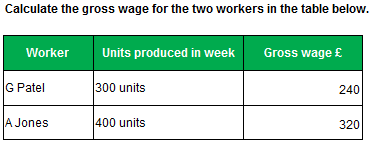 Calculate the gross wage for the two workers in the table below.
Worker Units produced in week Gross wage £
G Patel 300 units 240
A Jones 400 units 320